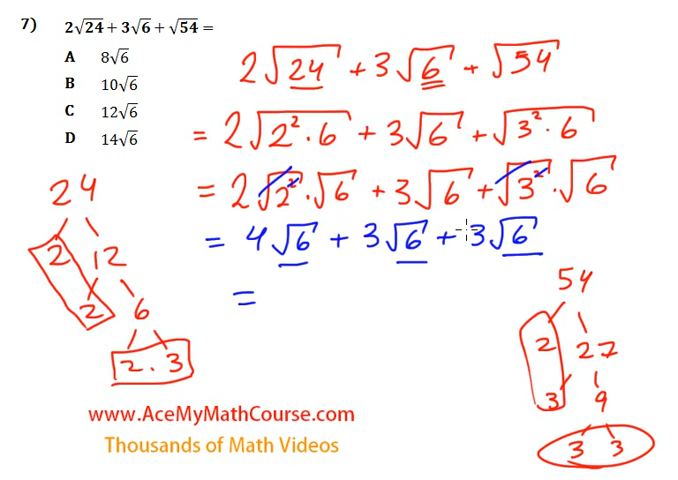 7) 2√24 + 3√6 + √54 =
A 8√6
B 10√6
C 12√6
D 14√6
2√24 + 3√6 + √54
= 2√2²·6 + 3√6 + √3²·6
= 2√2²·√6 + 3√6 + √3²·√6
= 4√6 + 3√6 + 3√6
=
24
2 12
2 6
2·3
54
2 27
3 9
3 3
www.AceMyMathCourse.com
Thousands of Math Videos